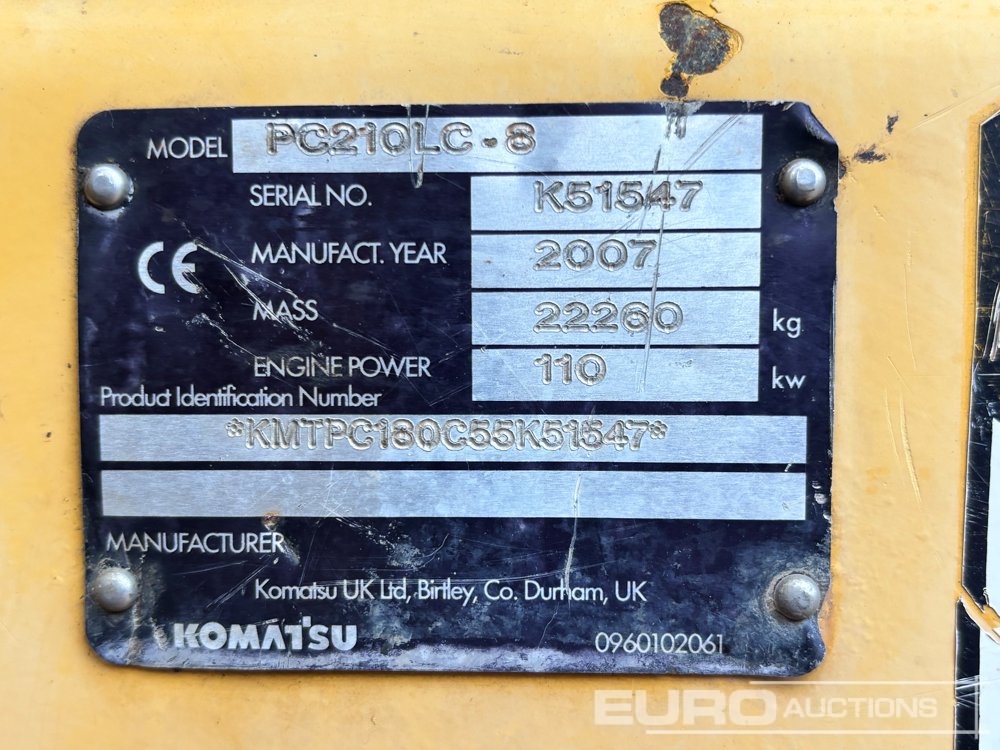 MODEL PC210LC-8
SERIAL NO. K51547
CE MANUFACT. YEAR 2007
MASS 22260 kg
ENGINE POWER 110 kw
Product Identification Number
*KMTPC180C55K51547*
MANUFACTURER
Komatsu UK Ltd, Birtley, Co. Durham, UK
KOMATSU 0960102061
EURO AUCTIONS